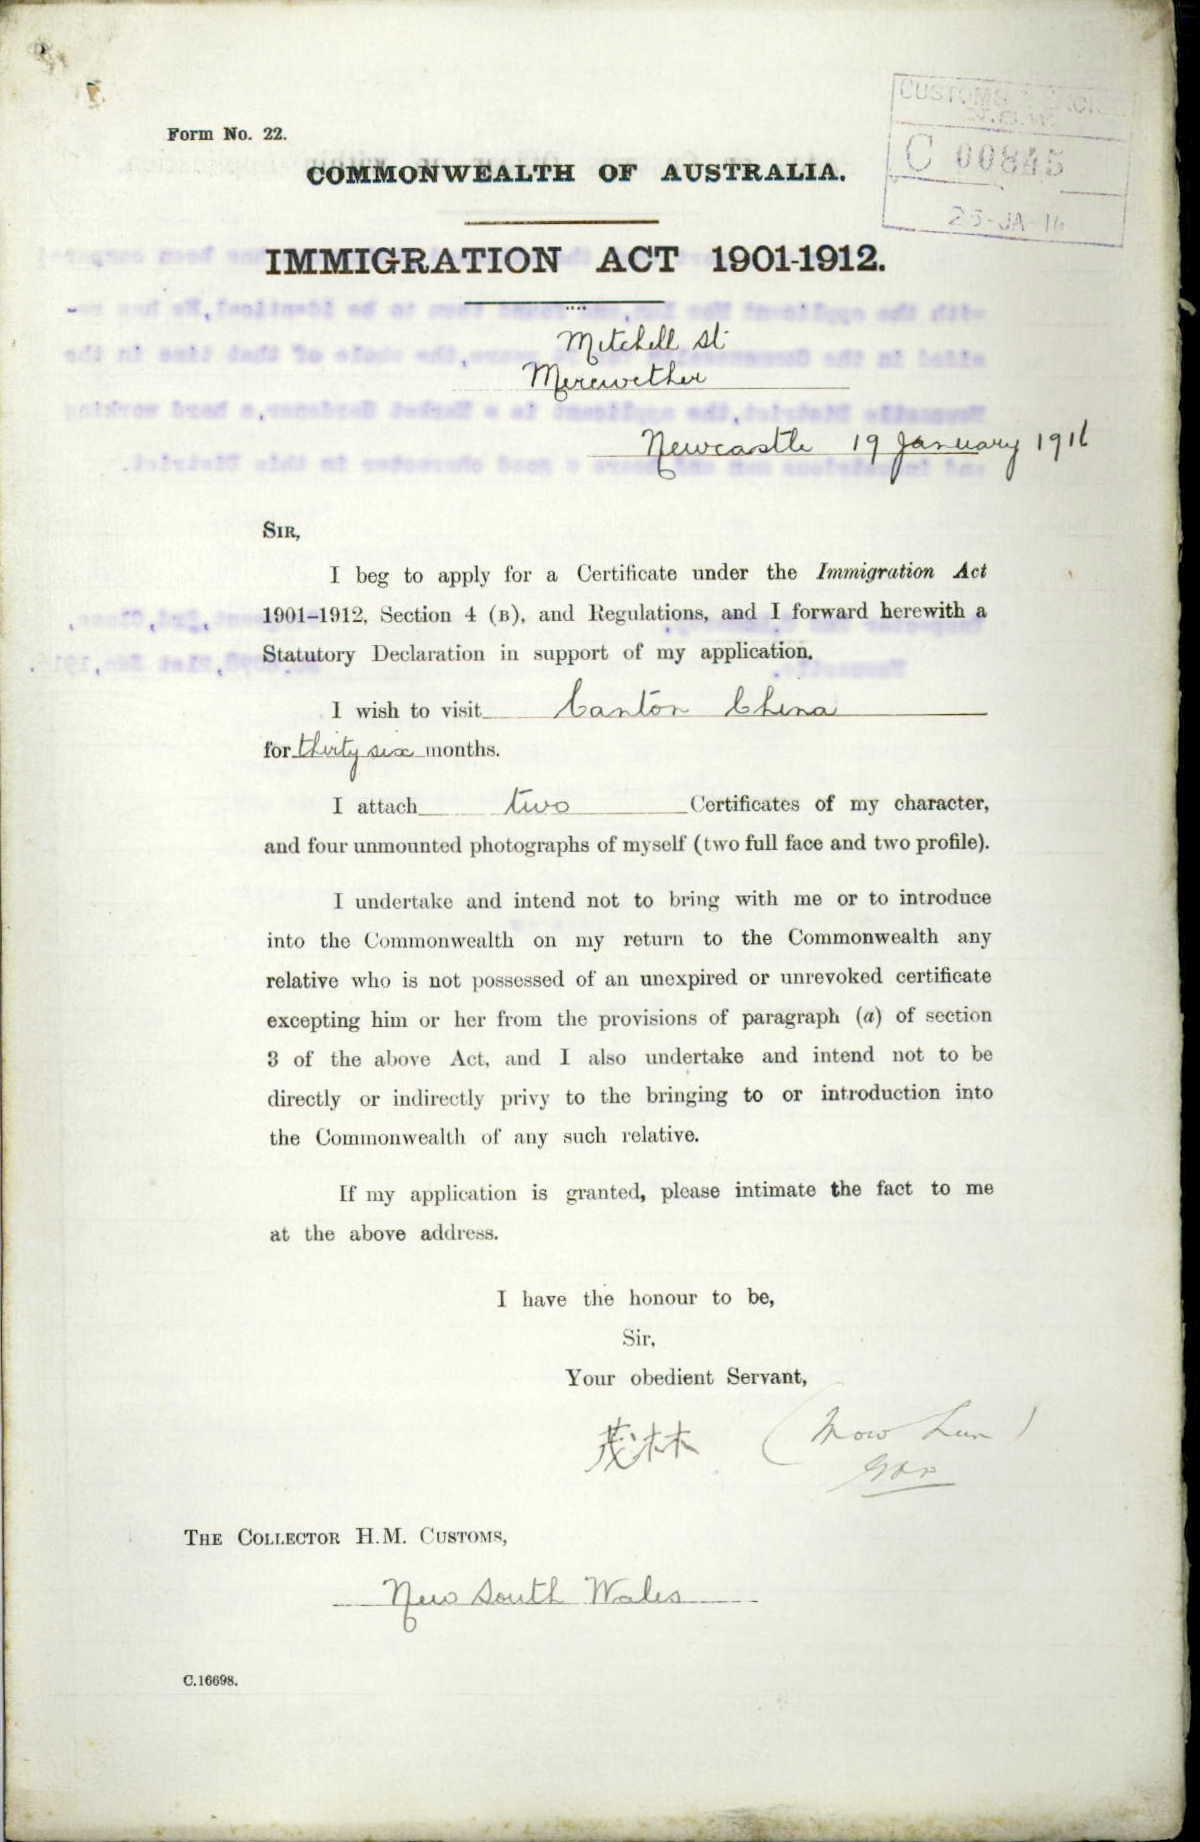 CUSTOMS
C 00845
25-JA-16
Form No. 22.
COMMONWEALTH OF AUSTRALIA.
IMMIGRATION ACT 1901-1912.
Mitchell St
Merewether
Newcastle 19 January 1916
SIR,
I beg to apply for a Certificate under the Immigration Act
1901–1912, Section 4 (B), and Regulations, and I forward herewith a
Statutory Declaration in support of my application.
I wish to visit Canton China
for thirty six months.
I attach two Certificates of my character,
and four unmounted photographs of myself (two full face and two profile).
I undertake and intend not to bring with me or to introduce
into the Commonwealth on my return to the Commonwealth any
relative who is not possessed of an unexpired or unrevoked certificate
excepting him or her from the provisions of paragraph (a) of section
3 of the above Act, and I also undertake and intend not to be
directly or indirectly privy to the bringing to or introduction into
the Commonwealth of any such relative.
If my application is granted, please intimate the fact to me
at the above address.
I have the honour to be,
Sir,
Your obedient Servant,
茂林 (Mow Lun)
THE COLLECTOR H.M. CUSTOMS,
New South Wales
C.16698.